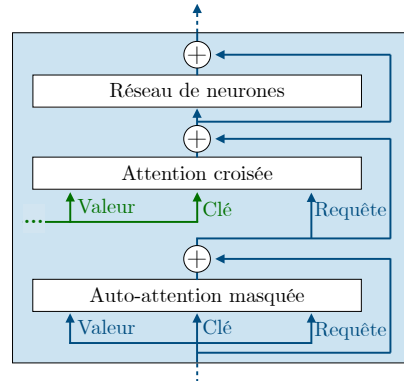 Réseau de neurones
Attention croisée
Valeur Clé Requête
...
Auto-attention masquée
Valeur Clé Requête